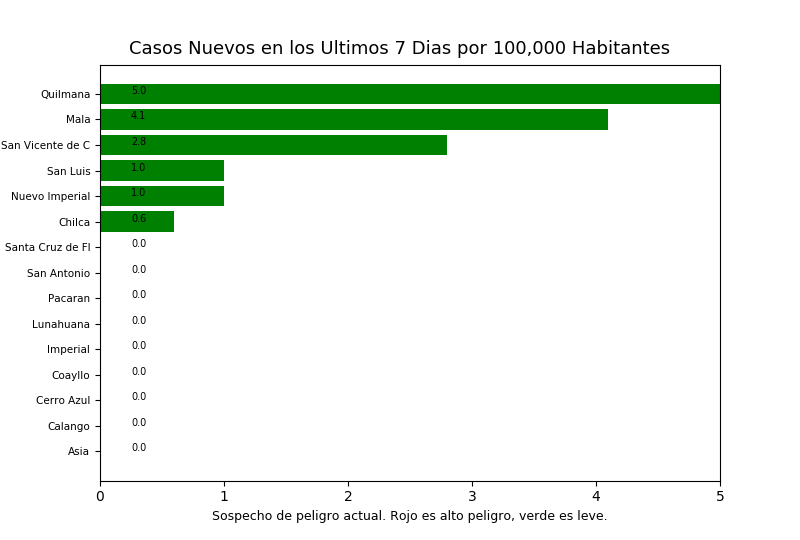 Casos Nuevos en los Ultimos 7 Dias por 100,000 Habitantes
Quilmana 5.0
Mala 4.1
San Vicente de C 2.8
San Luis 1.0
Nuevo Imperial 1.0
Chilca 0.6
Santa Cruz de Fl 0.0
San Antonio 0.0
Pacaran 0.0
Lunahuana 0.0
Imperial 0.0
Coayllo 0.0
Cerro Azul 0.0
Calango 0.0
Asia 0.0
0 1 2 3 4 5
Sospecho de peligro actual. Rojo es alto peligro, verde es leve.